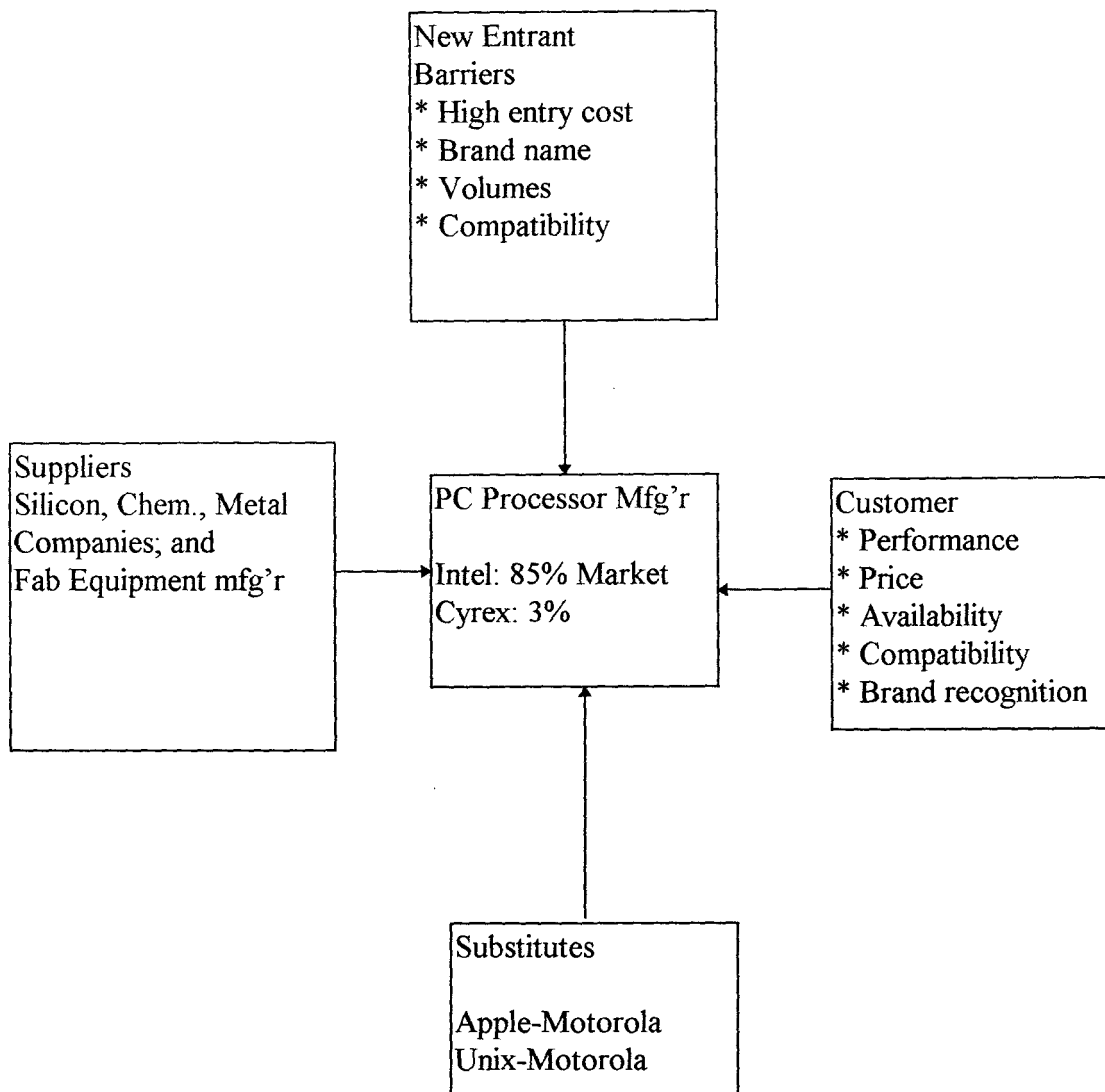 New Entrant
Barriers
* High entry cost
* Brand name
* Volumes
* Compatibility
Suppliers
Silicon, Chem., Metal
Companies; and
Fab Equipment mfg'r
PC Processor Mfg'r
Intel: 85% Market
Cyrex: 3%
Customer
* Performance
* Price
* Availability
* Compatibility
* Brand recognition
Substitutes
Apple-Motorola
Unix-Motorola